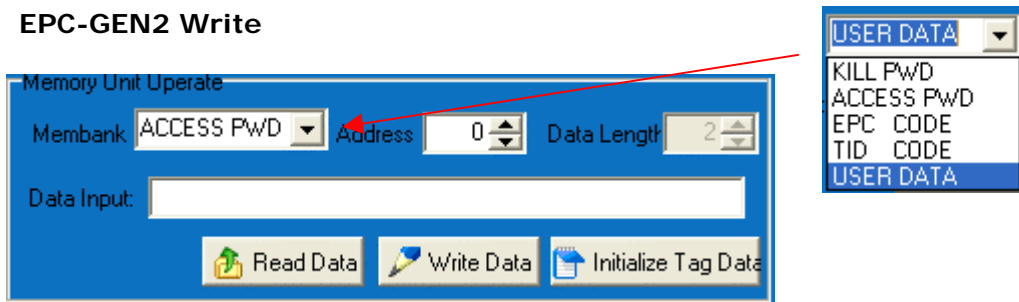 EPC-GEN2 Write
Memory Unit Operate
Membank ACCESS PWD Address 0 Data Length 2
Data Input:
Read Data Write Data Initialize Tag Data
USER DATA
KILL PWD
ACCESS PWD
EPC CODE
TID CODE
USER DATA